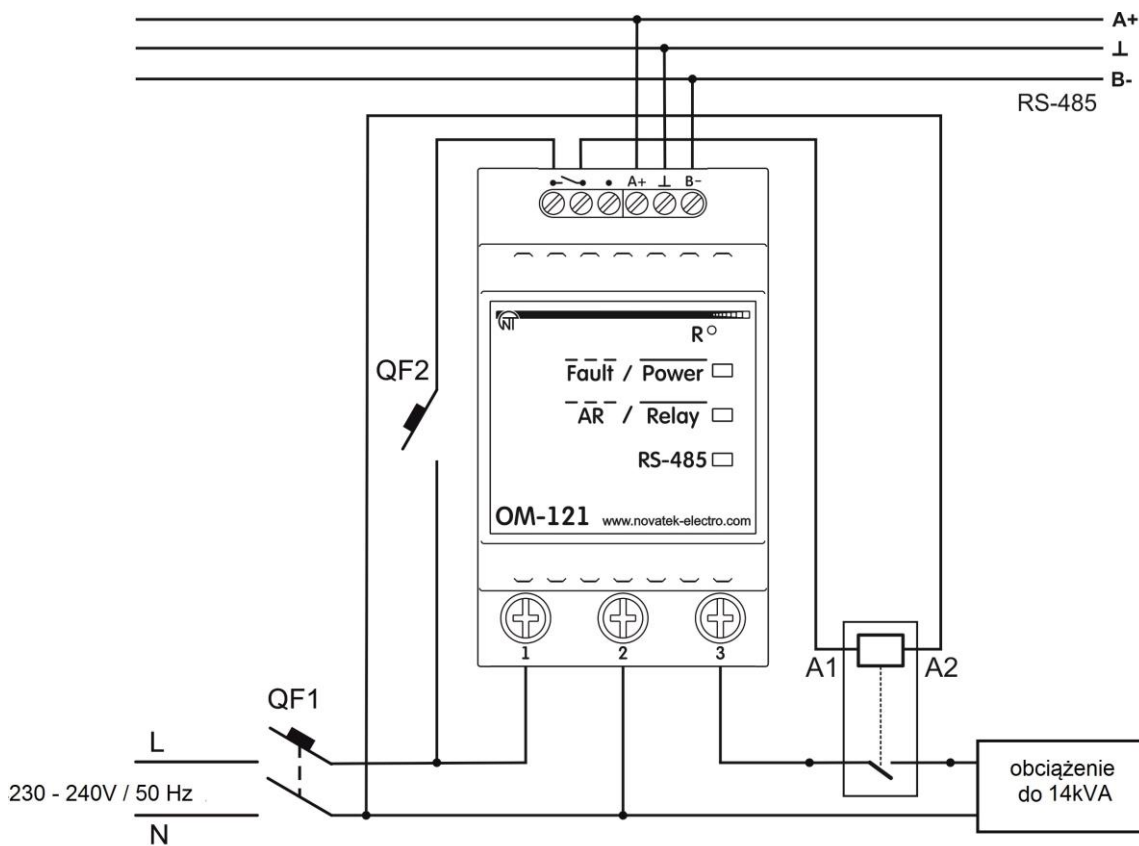 A+
⊥
B-
RS-485
A+ ⊥ B-
NT
R
Fault / Power
QF2
AR / Relay
RS-485
OM-121 www.novatek-electro.com
1 2 3
A1 A2
QF1
L
230 - 240V / 50 Hz
N
obciążenie
do 14kVA